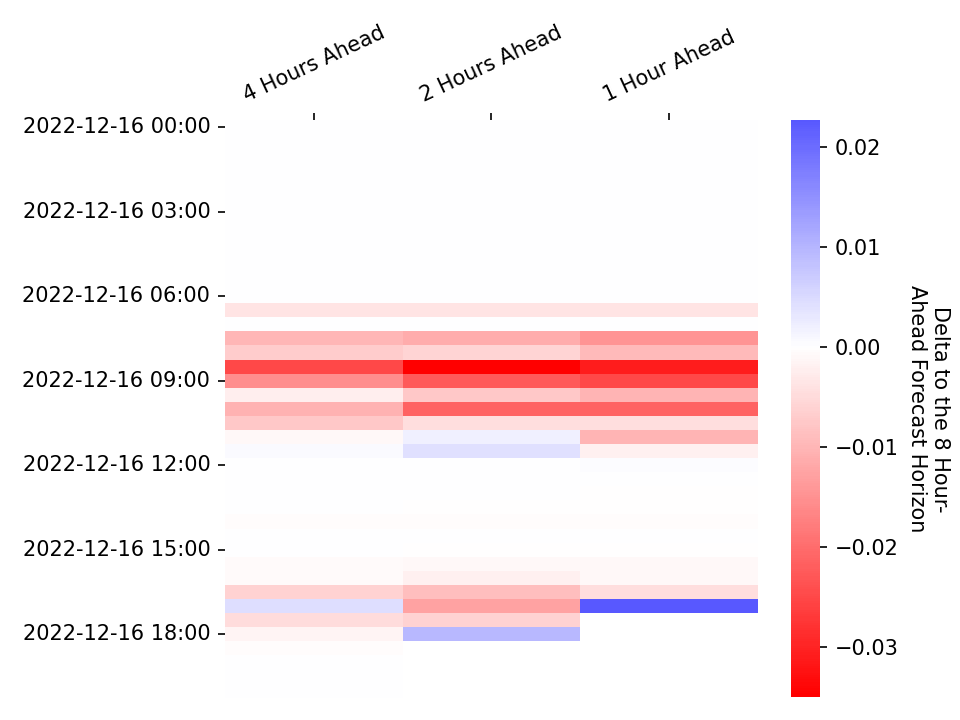 4 Hours Ahead
2 Hours Ahead
1 Hour Ahead
2022-12-16 00:00
2022-12-16 03:00
2022-12-16 06:00
2022-12-16 09:00
2022-12-16 12:00
2022-12-16 15:00
2022-12-16 18:00
0.02
0.01
0.00
−0.01
−0.02
−0.03
Delta to the 8 Hour-
Ahead Forecast Horizon